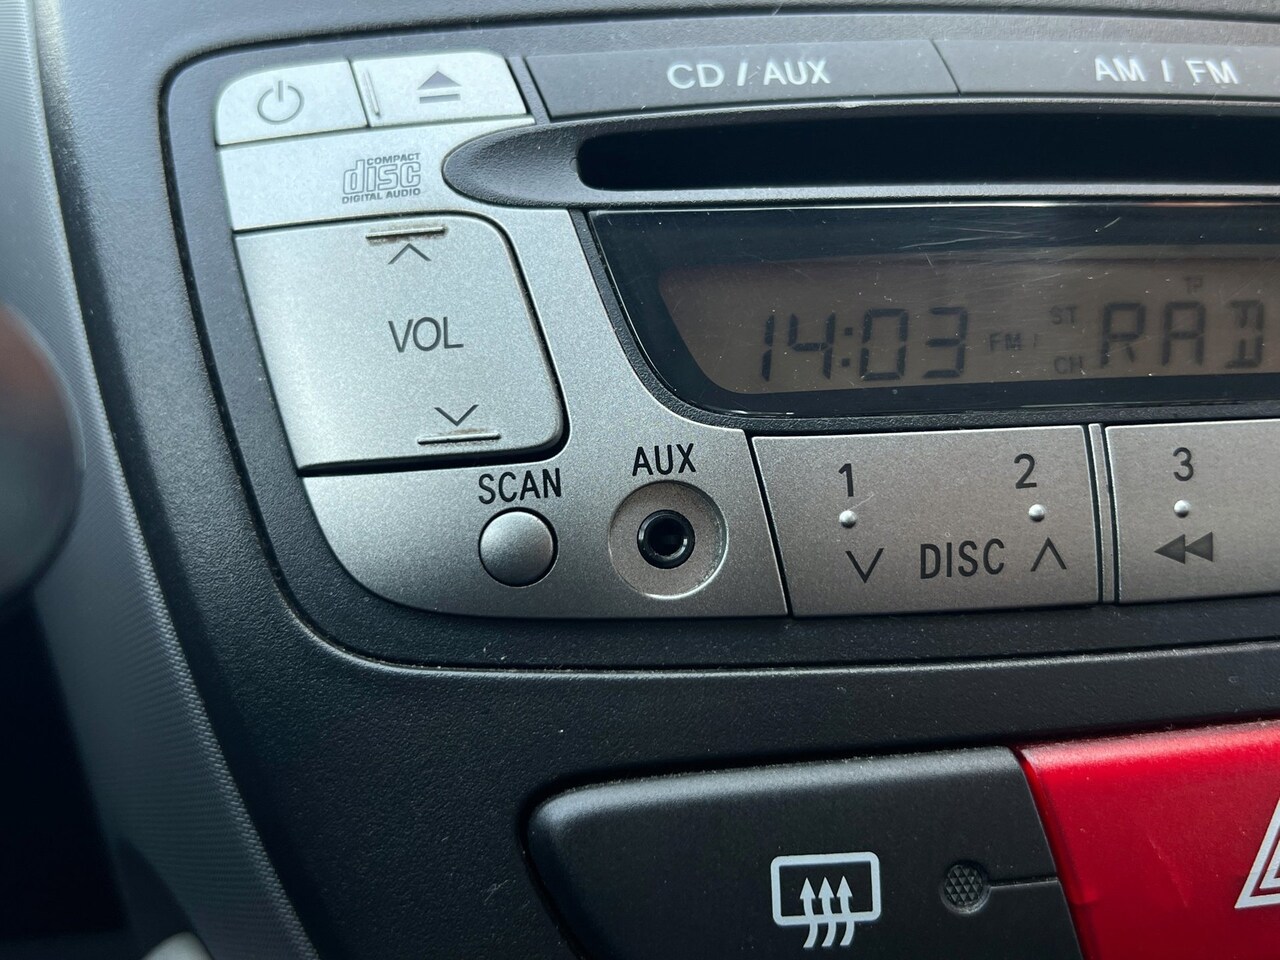 CD / AUX
AM / FM
COMPACT
disc
DIGITAL AUDIO
VOL
TP
14:03 FM ST RAD
CH
SCAN
AUX
1
2
3
DISC